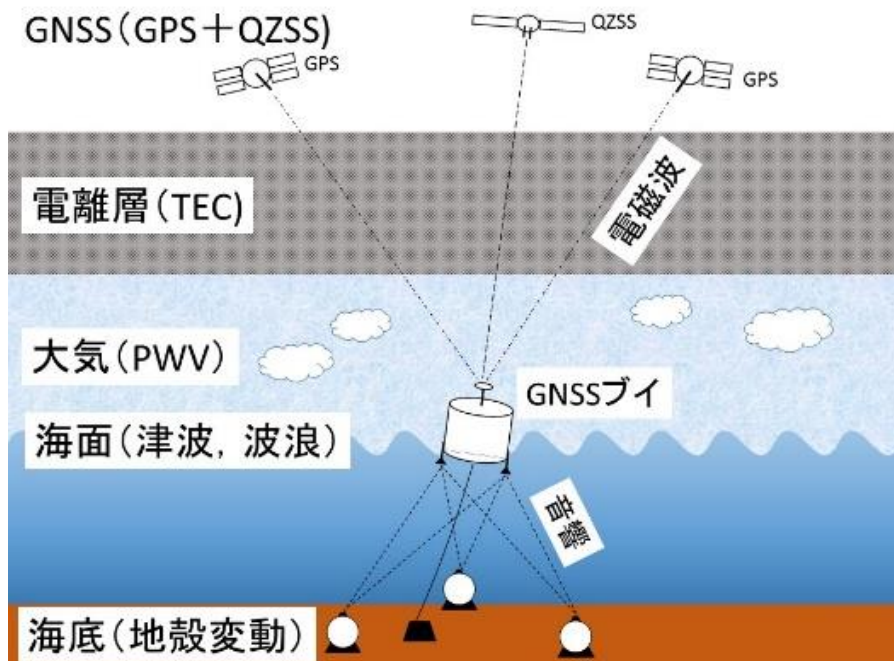 GNSS(GPS＋QZSS)
QZSS
GPS
GPS
電離層(TEC)
電磁波
大気(PWV)
GNSSブイ
海面(津波, 波浪)
音響
海底(地殻変動)